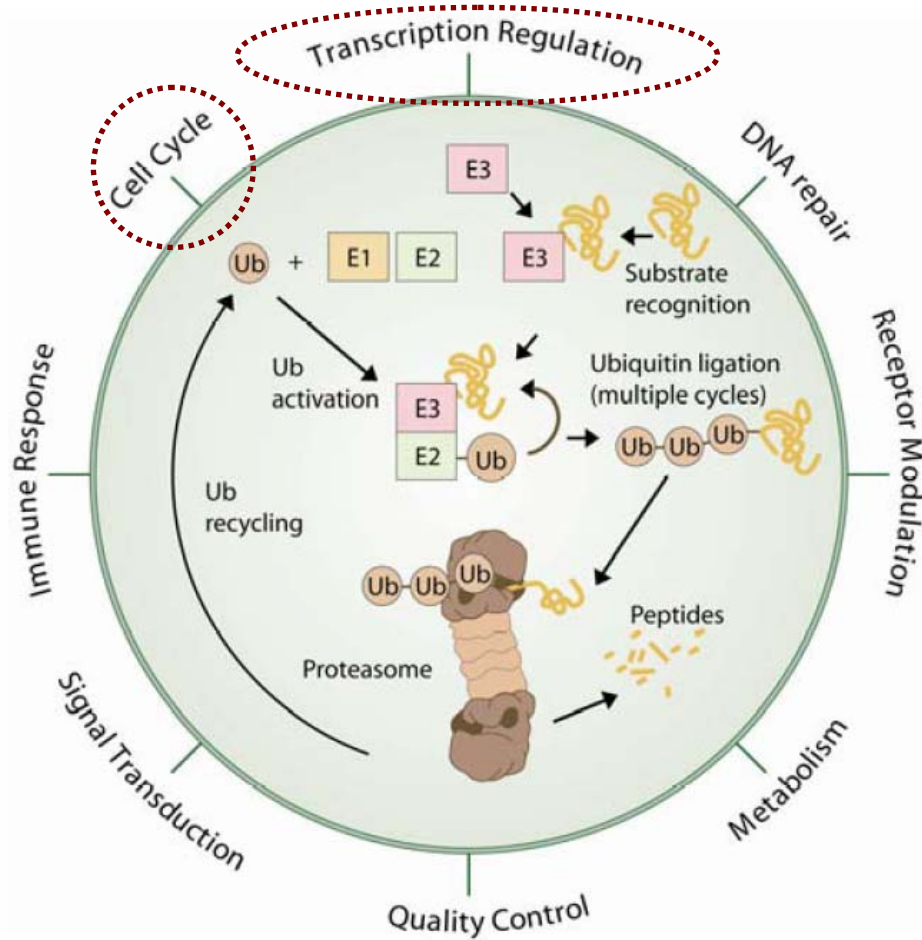 Transcription Regulation
Cell Cycle
DNA repair
E3
Ub + E1 E2
E3
Substrate
recognition
Immune Response
Receptor Modulation
Ub
activation
Ubiquitin ligation
(multiple cycles)
E3
E2 Ub
Ub Ub Ub
Ub
recycling
Ub Ub Ub
Peptides
Proteasome
Signal Transduction
Metabolism
Quality Control